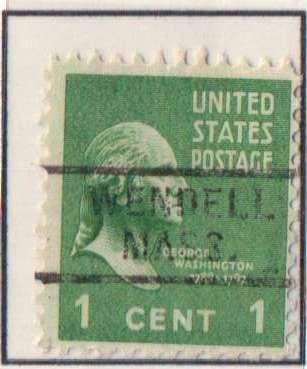 UNITED
STATES
POSTAGE
WENDELL
MASS.
GEORGE
WASHINGTON
1 CENT 1